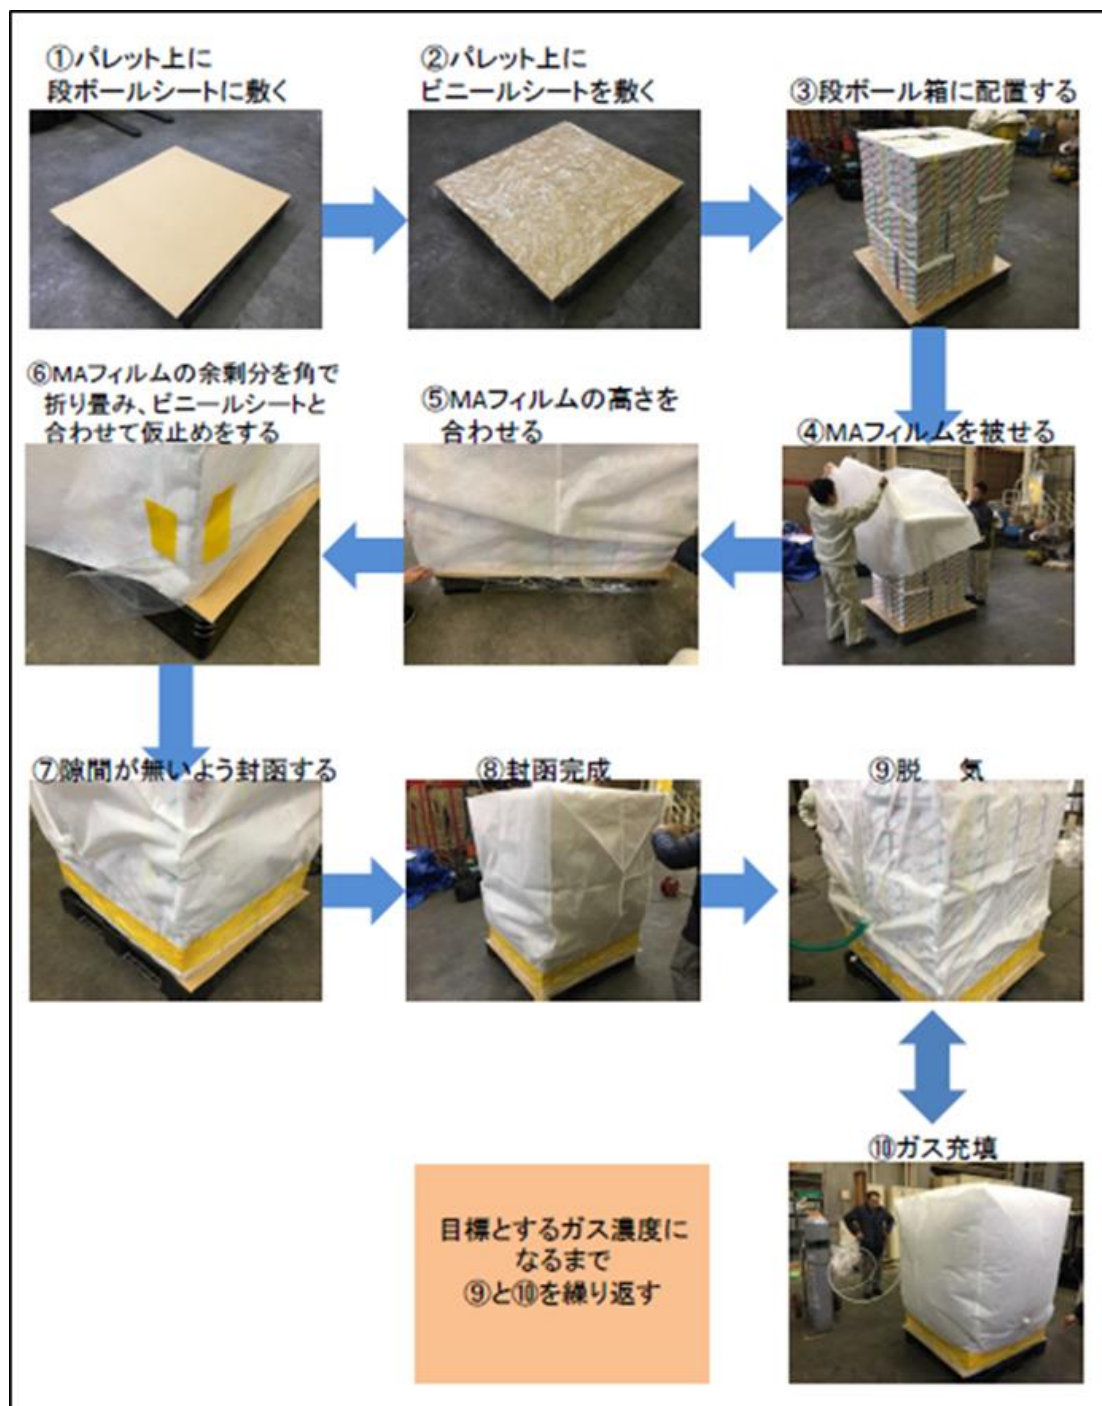 ①パレット上に
段ボールシートに敷く
②パレット上に
ビニールシートを敷く
③段ボール箱に配置する
④MAフィルムを被せる
⑤MAフィルムの高さを
合わせる
⑥MAフィルムの余剰分を角で
折り畳み、ビニールシートと
合わせて仮止めをする
⑦隙間が無いよう封函する
⑧封函完成
⑨脱　気
⑩ガス充填
目標とするガス濃度に
なるまで
⑨と⑩を繰り返す